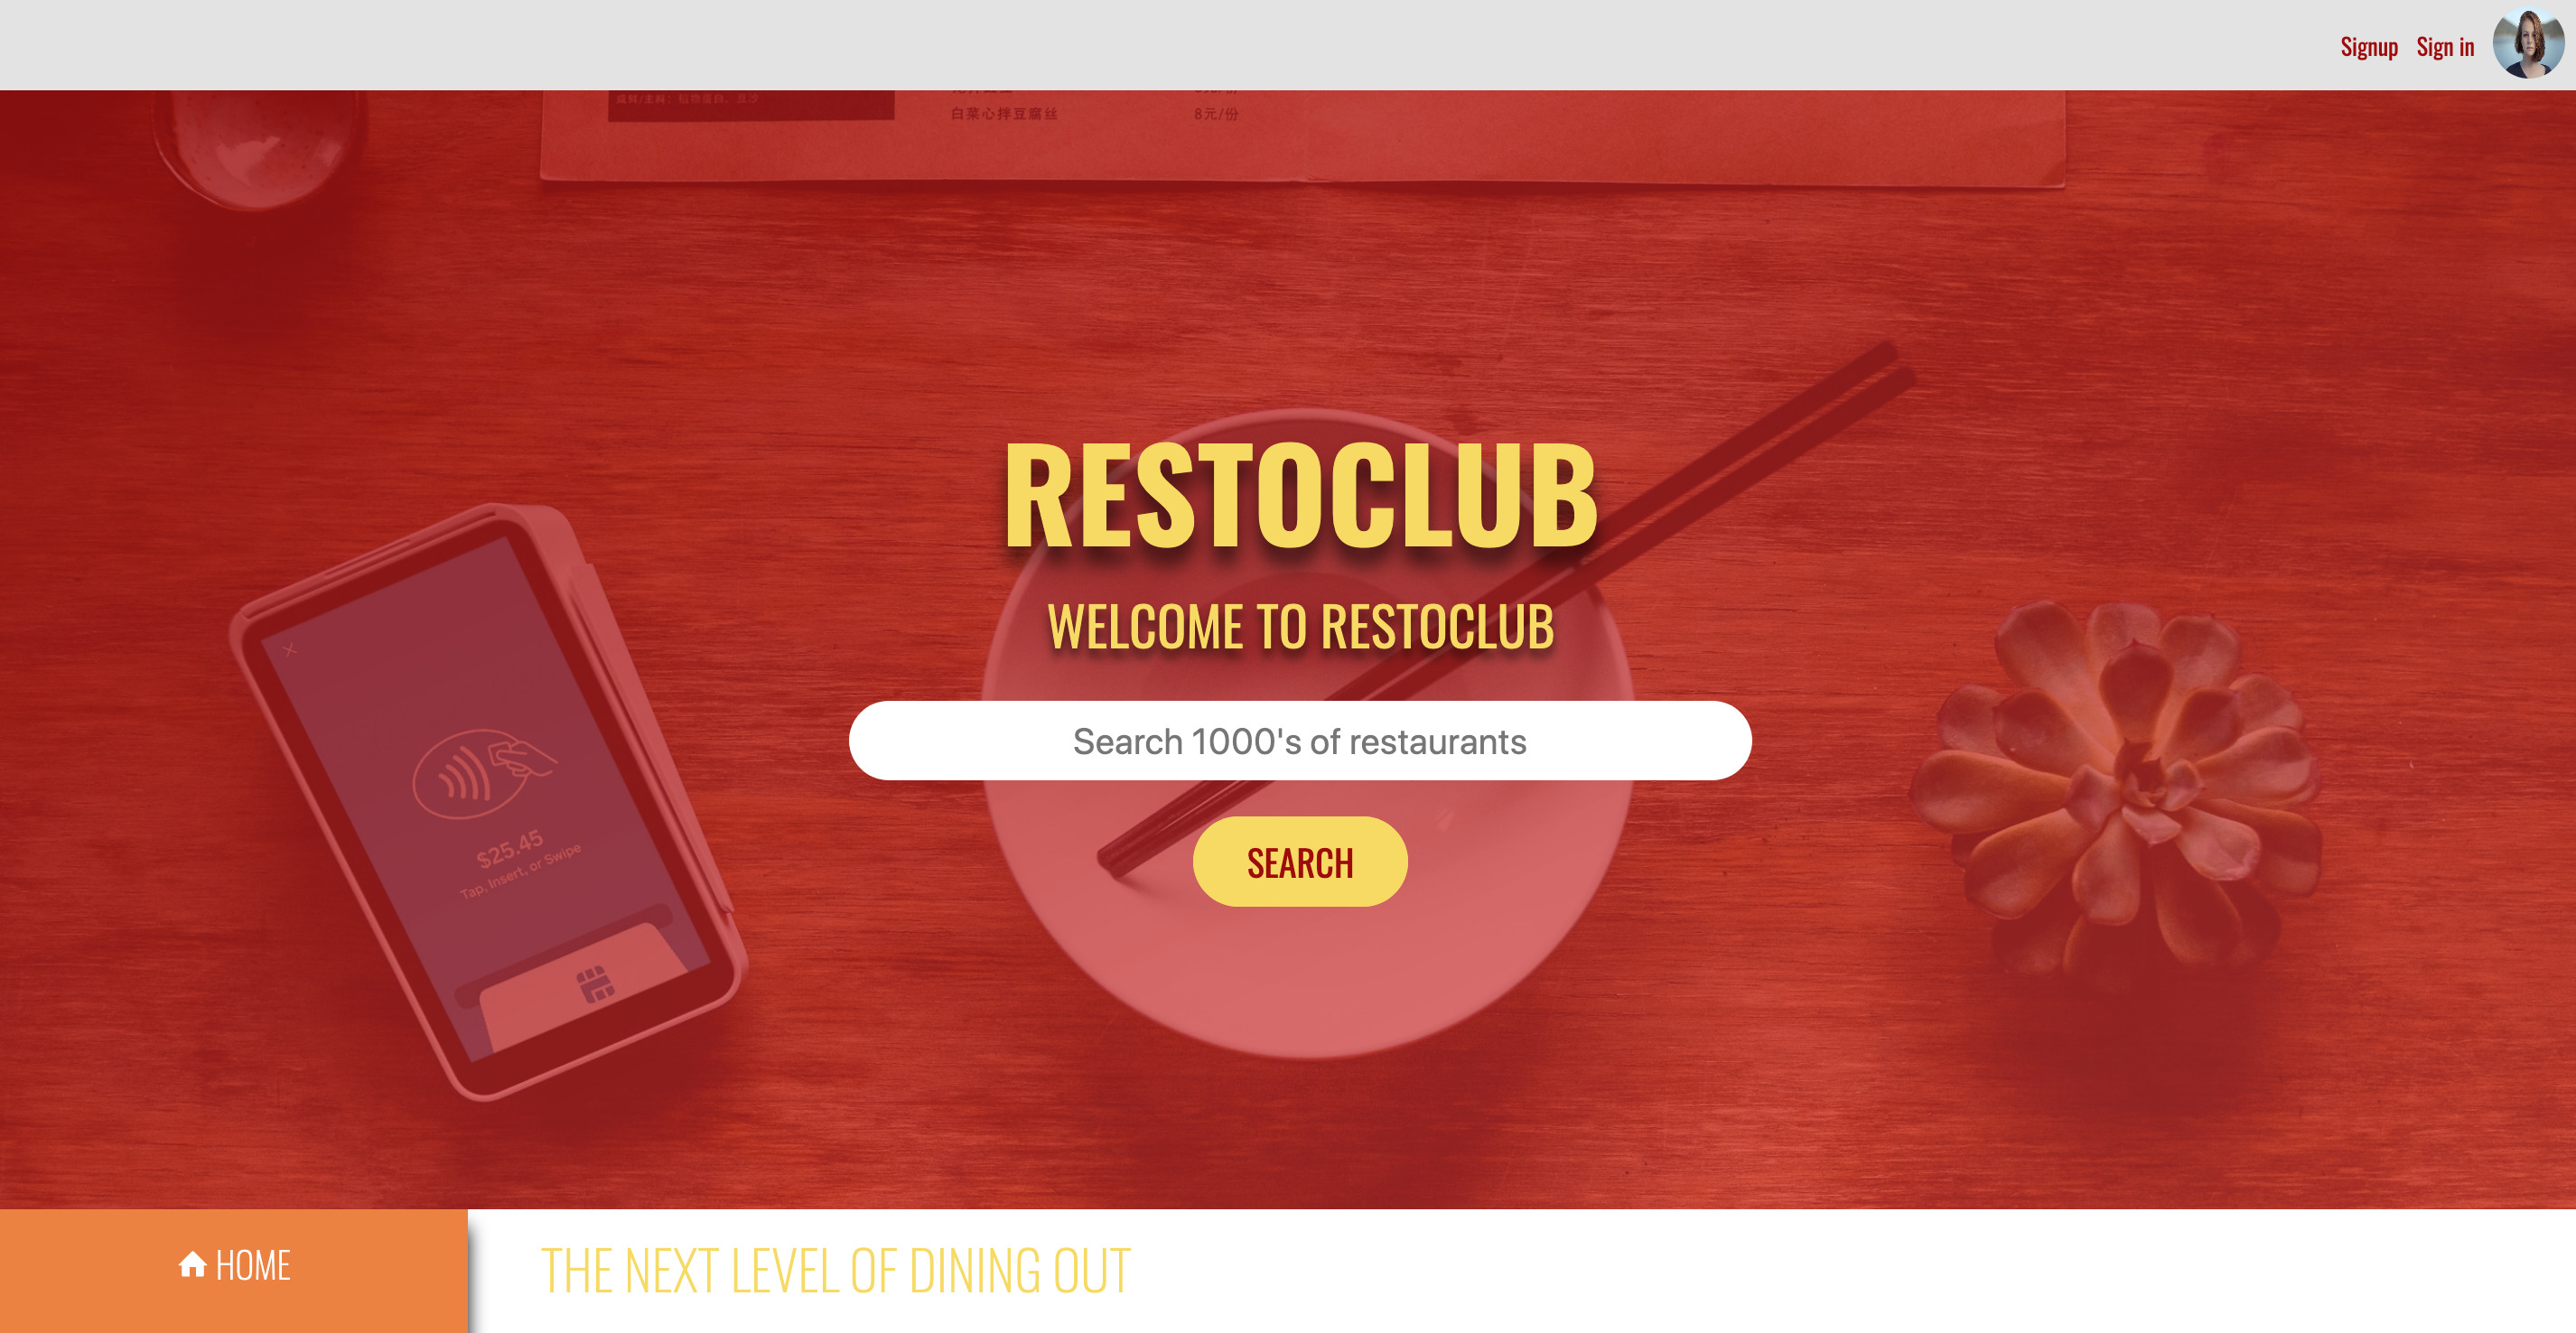 Signup Sign in
白菜心拌豆腐丝 8元/份
RESTOCLUB
WELCOME TO RESTOCLUB
Search 1000's of restaurants
SEARCH
$25.45
Tap, Insert, or Swipe
HOME
THE NEXT LEVEL OF DINING OUT